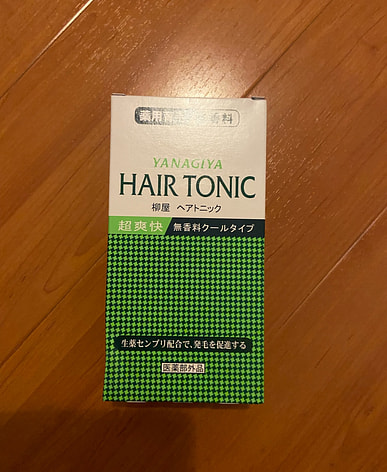 薬用育毛 無香料
YANAGIYA
HAIR TONIC
柳屋 ヘアトニック
超爽快 無香料クールタイプ
生薬センブリ配合で、発毛を促進する
医薬部外品